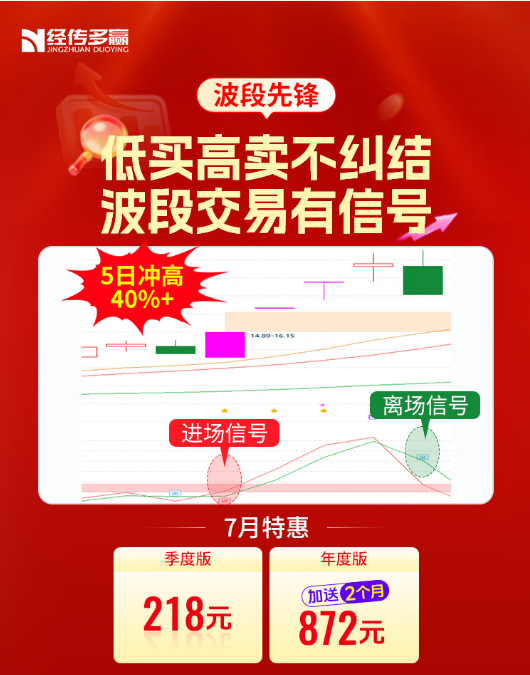 经传多赢
JINGZHUAN DUOYING
波段先锋
低买高卖不纠结
波段交易有信号
5日冲高
40%+
14.89-16.15
离场信号
进场信号
7月特惠
季度版
218元
年度版
加送2个月
872元